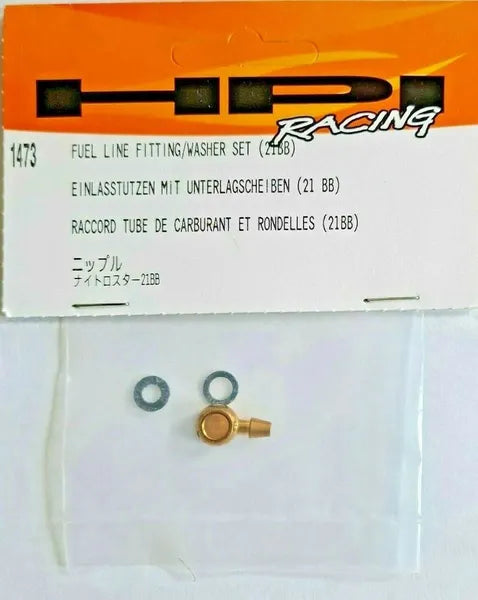 HPI
RACING
1473
FUEL LINE FITTING/WASHER SET (21BB)
EINLASSTUTZEN MIT UNTERLAGSCHEIBEN (21 BB)
RACCORD TUBE DE CARBURANT ET RONDELLES (21BB)
ニップル
ナイトロスター21BB